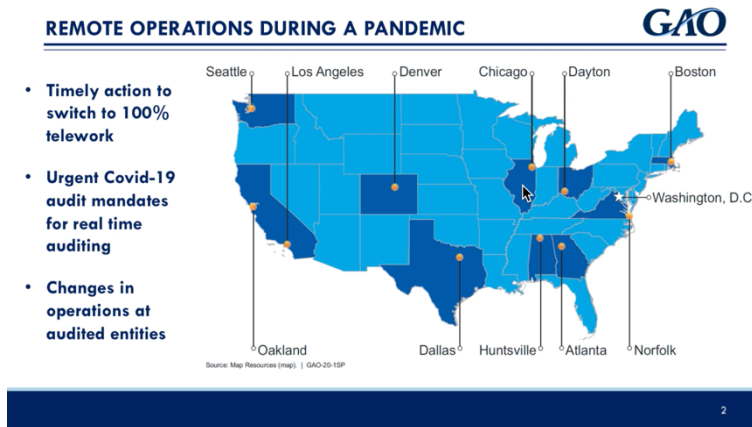 REMOTE OPERATIONS DURING A PANDEMIC
GAO
• Timely action to
switch to 100%
telework
• Urgent Covid-19
audit mandates
for real time
auditing
• Changes in
operations at
audited entities
Seattle
Los Angeles
Denver
Chicago
Dayton
Boston
Washington, D.C
Oakland
Dallas
Huntsville
Atlanta
Norfolk
Source: Map Resources (map). | GAO-20-1SP
2